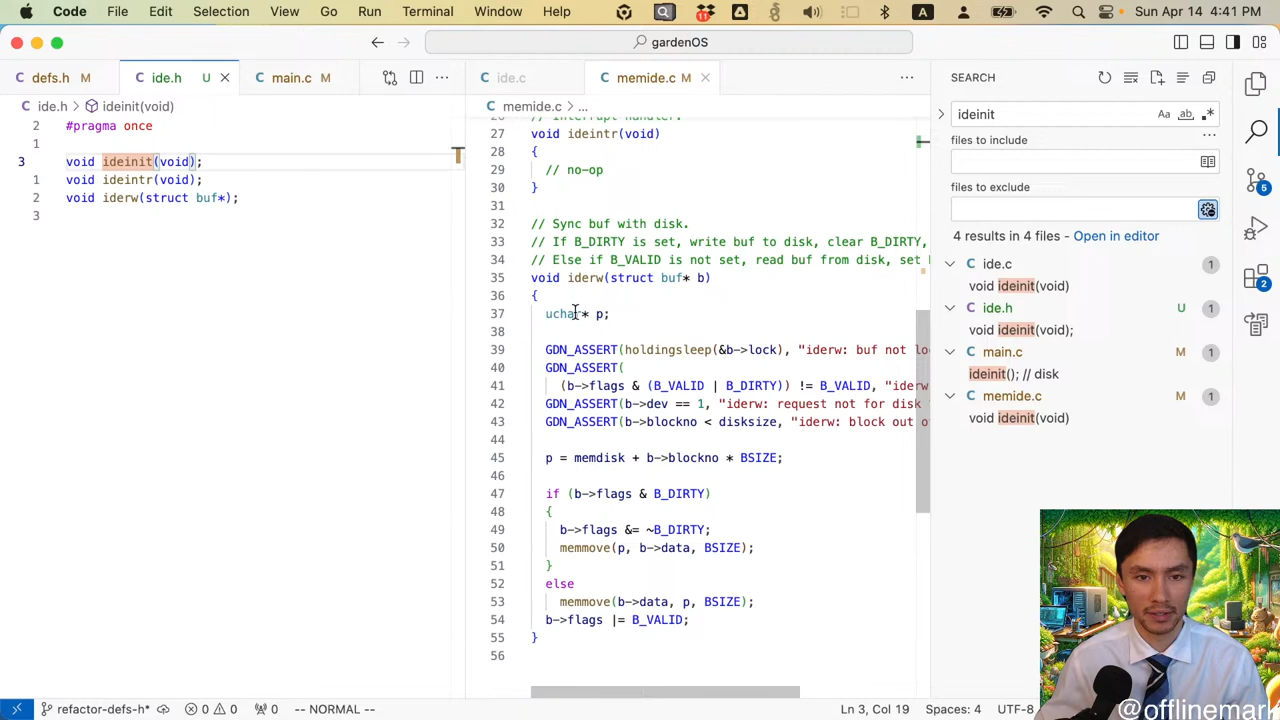 Code File Edit Selection View Go Run Terminal Window Help 11 A Sun Apr 14 4:41 PM
gardenOS
defs.h M ide.h U main.c M
ide.h > ideinit(void)
2 #pragma once
1
3 void ideinit(void);
1 void ideintr(void);
2 void iderw(struct buf*);
3
ide.c memide.c M
memide.c > ...
26 // Interrupt handler.
27 void ideintr(void)
28 {
29 // no-op
30 }
31
32 // Sync buf with disk.
33 // If B_DIRTY is set, write buf to disk, clear B_DIRTY,
34 // Else if B_VALID is not set, read buf from disk, set
35 void iderw(struct buf* b)
36 {
37 uchar* p;
38
39 GDN_ASSERT(holdingsleep(&b->lock), "iderw: buf not lo
40 GDN_ASSERT(
41 (b->flags & (B_VALID | B_DIRTY)) != B_VALID, "iderw
42 GDN_ASSERT(b->dev == 1, "iderw: request not for disk
43 GDN_ASSERT(b->blockno < disksize, "iderw: block out o
44
45 p = memdisk + b->blockno * BSIZE;
46
47 if (b->flags & B_DIRTY)
48 {
49 b->flags &= ~B_DIRTY;
50 memmove(p, b->data, BSIZE);
51 }
52 else
53 memmove(b->data, p, BSIZE);
54 b->flags |= B_VALID;
55 }
56
SEARCH
ideinit Aa ab .*
files to include
files to exclude
4 results in 4 files - Open in editor
ide.c 1
void ideinit(void)
ide.h U 1
void ideinit(void);
main.c M 1
ideinit(); // disk
memide.c M 1
void ideinit(void)
5
2
refactor-defs-h* 0 0 0 -- NORMAL -- Ln 3, Col 19 Spaces: 4 UTF-8
@offlinemark